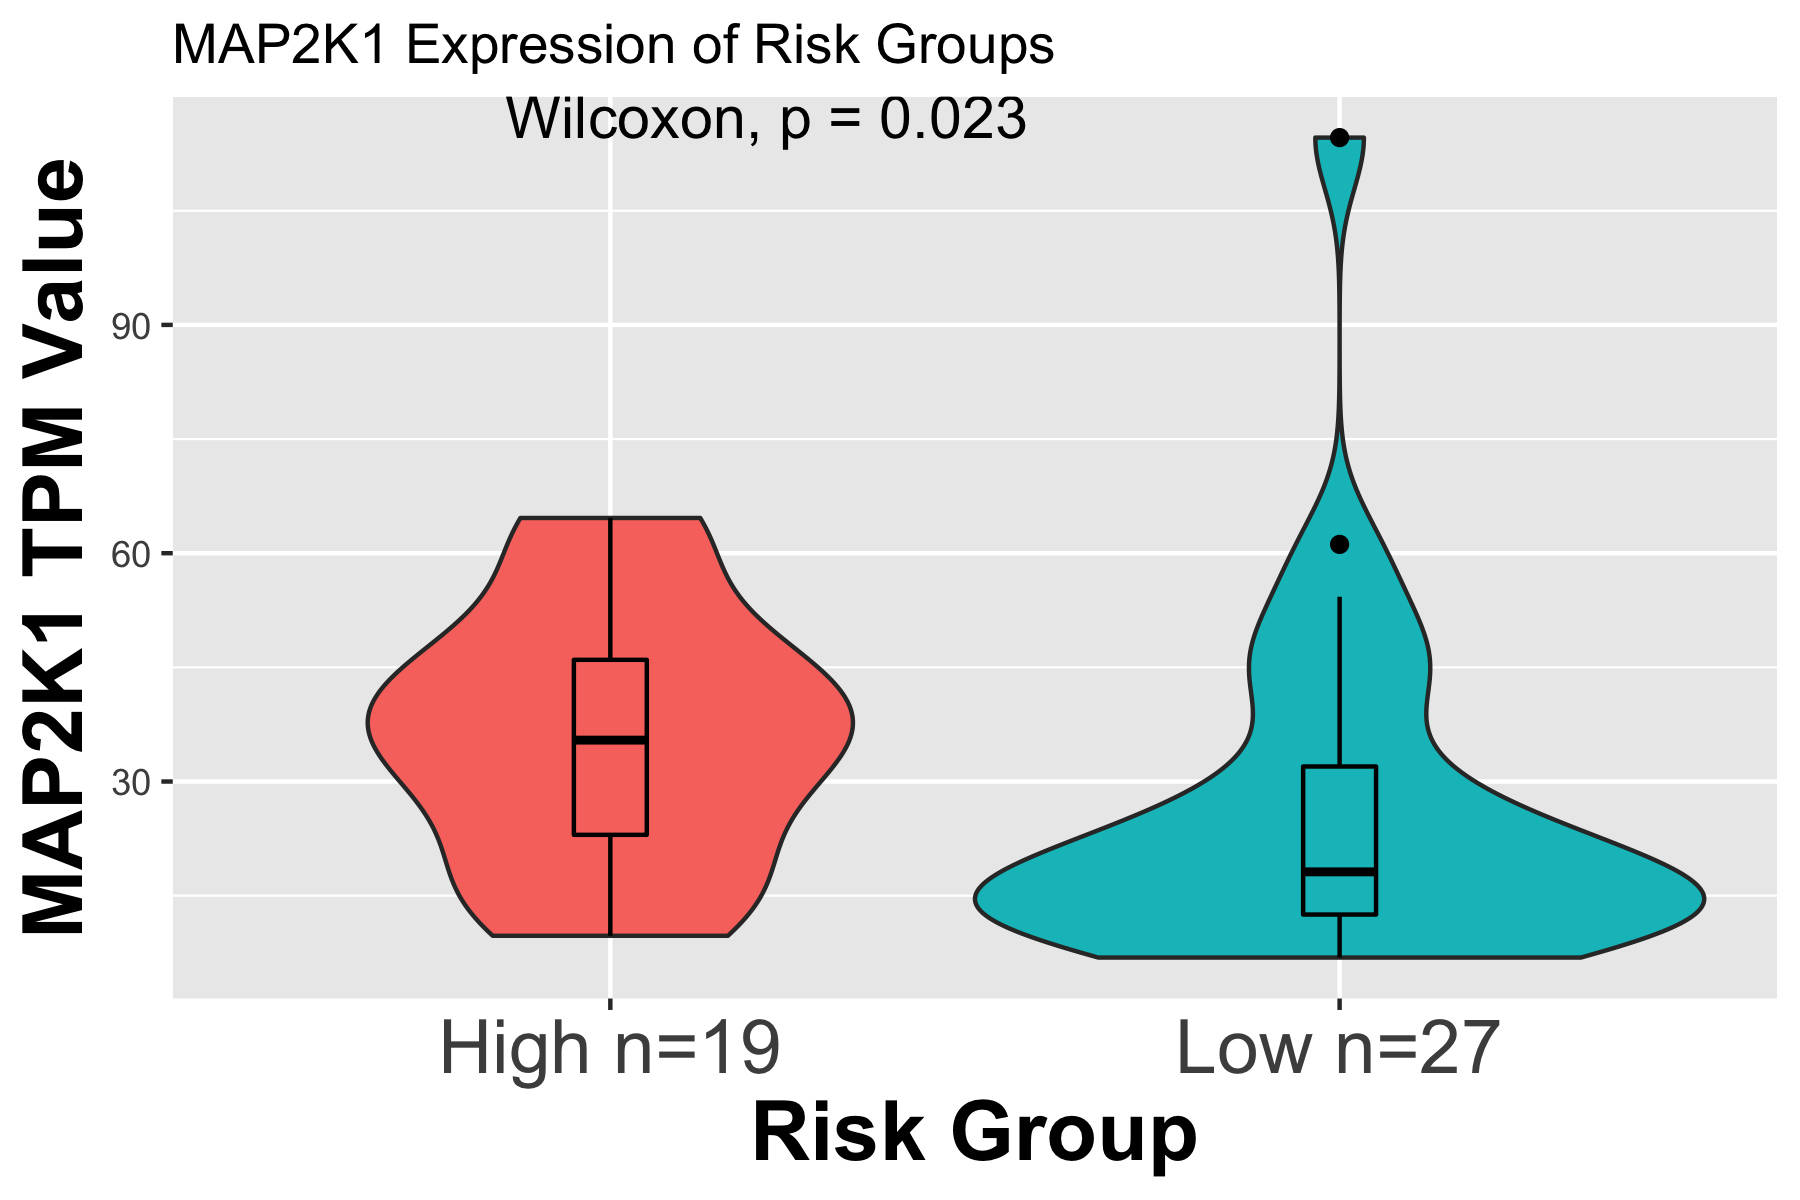 MAP2K1 Expression of Risk Groups
Wilcoxon, p = 0.023
MAP2K1 TPM Value
90
60
30
High n=19
Low n=27
Risk Group